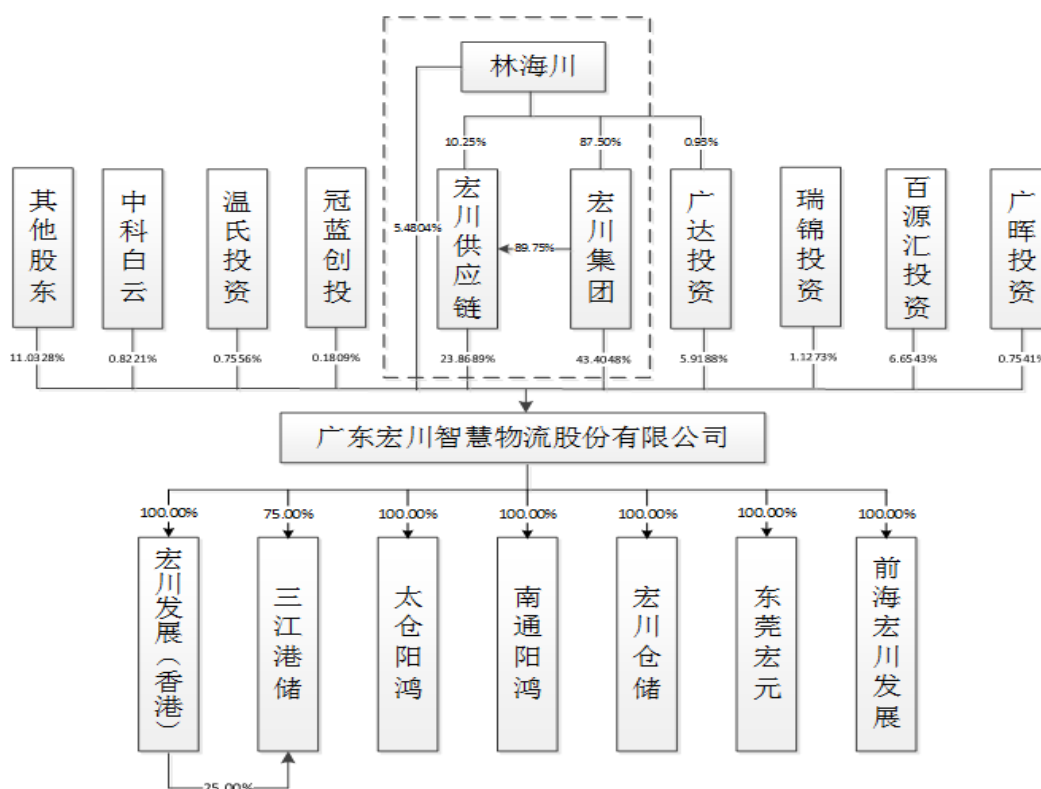 林海川
10.25%
87.50%
0.93%
其他股东
中科白云
温氏投资
冠蓝创投
5.4804%
宏川供应链
89.75%
宏川集团
广达投资
瑞锦投资
百源汇投资
广晖投资
11.0328%
0.8221%
0.7556%
0.1809%
23.8689%
43.4048%
5.9188%
1.1273%
6.6543%
0.7541%
广东宏川智慧物流股份有限公司
100.00%
75.00%
100.00%
100.00%
100.00%
100.00%
100.00%
宏川发展（香港）
三江港储
太仓阳鸿
南通阳鸿
宏川仓储
东莞宏元
前海宏川发展
25.00%